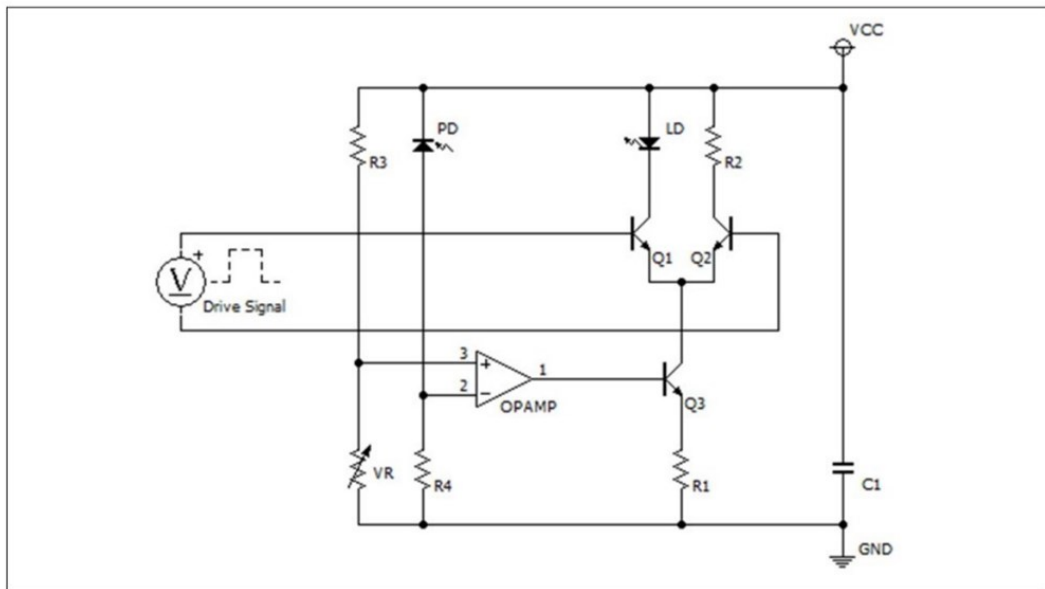 VCC
PD
LD
R3
R2
+
V
Q1
Q2
Drive Signal
3
+
1
2
-
OPAMP
Q3
VR
R4
R1
C1
GND